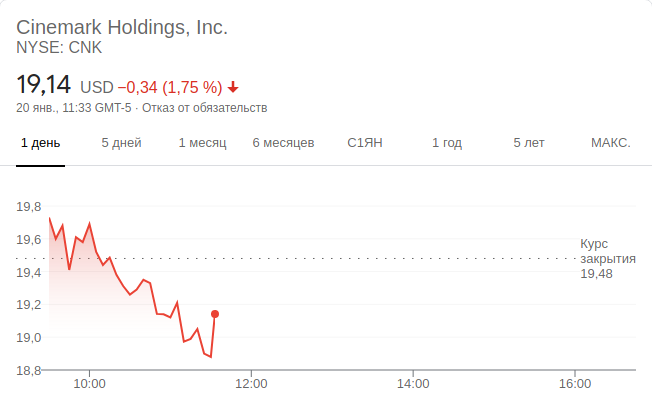 Cinemark Holdings, Inc.
NYSE: CNK
19,14 USD −0,34 (1,75 %)
20 янв., 11:33 GMT-5 · Отказ от обязательств
1 день 5 дней 1 месяц 6 месяцев С1ЯН 1 год 5 лет МАКС.
19,8
19,6
19,4
19,2
19,0
18,8
Курс
закрытия
19,48
10:00 12:00 14:00 16:00